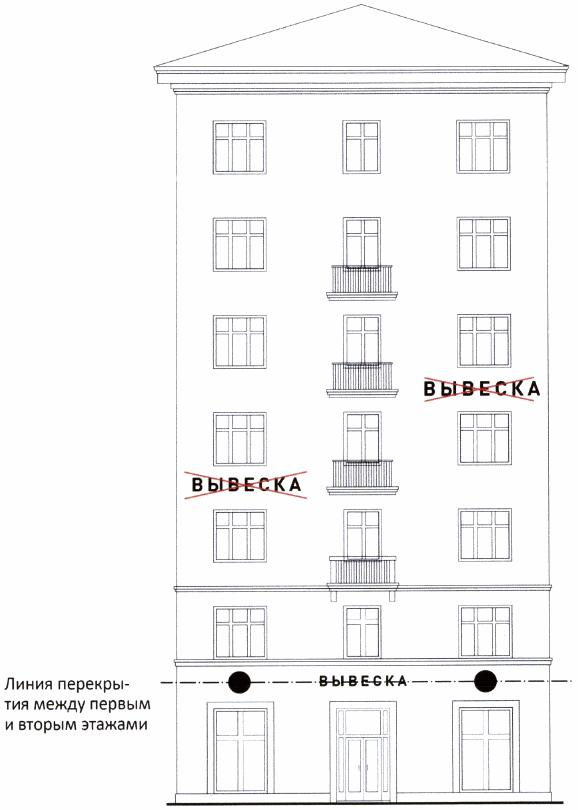 ВЫВЕСКА
ВЫВЕСКА
ВЫВЕСКА
Линия перекры-
тия между первым
и вторым этажами